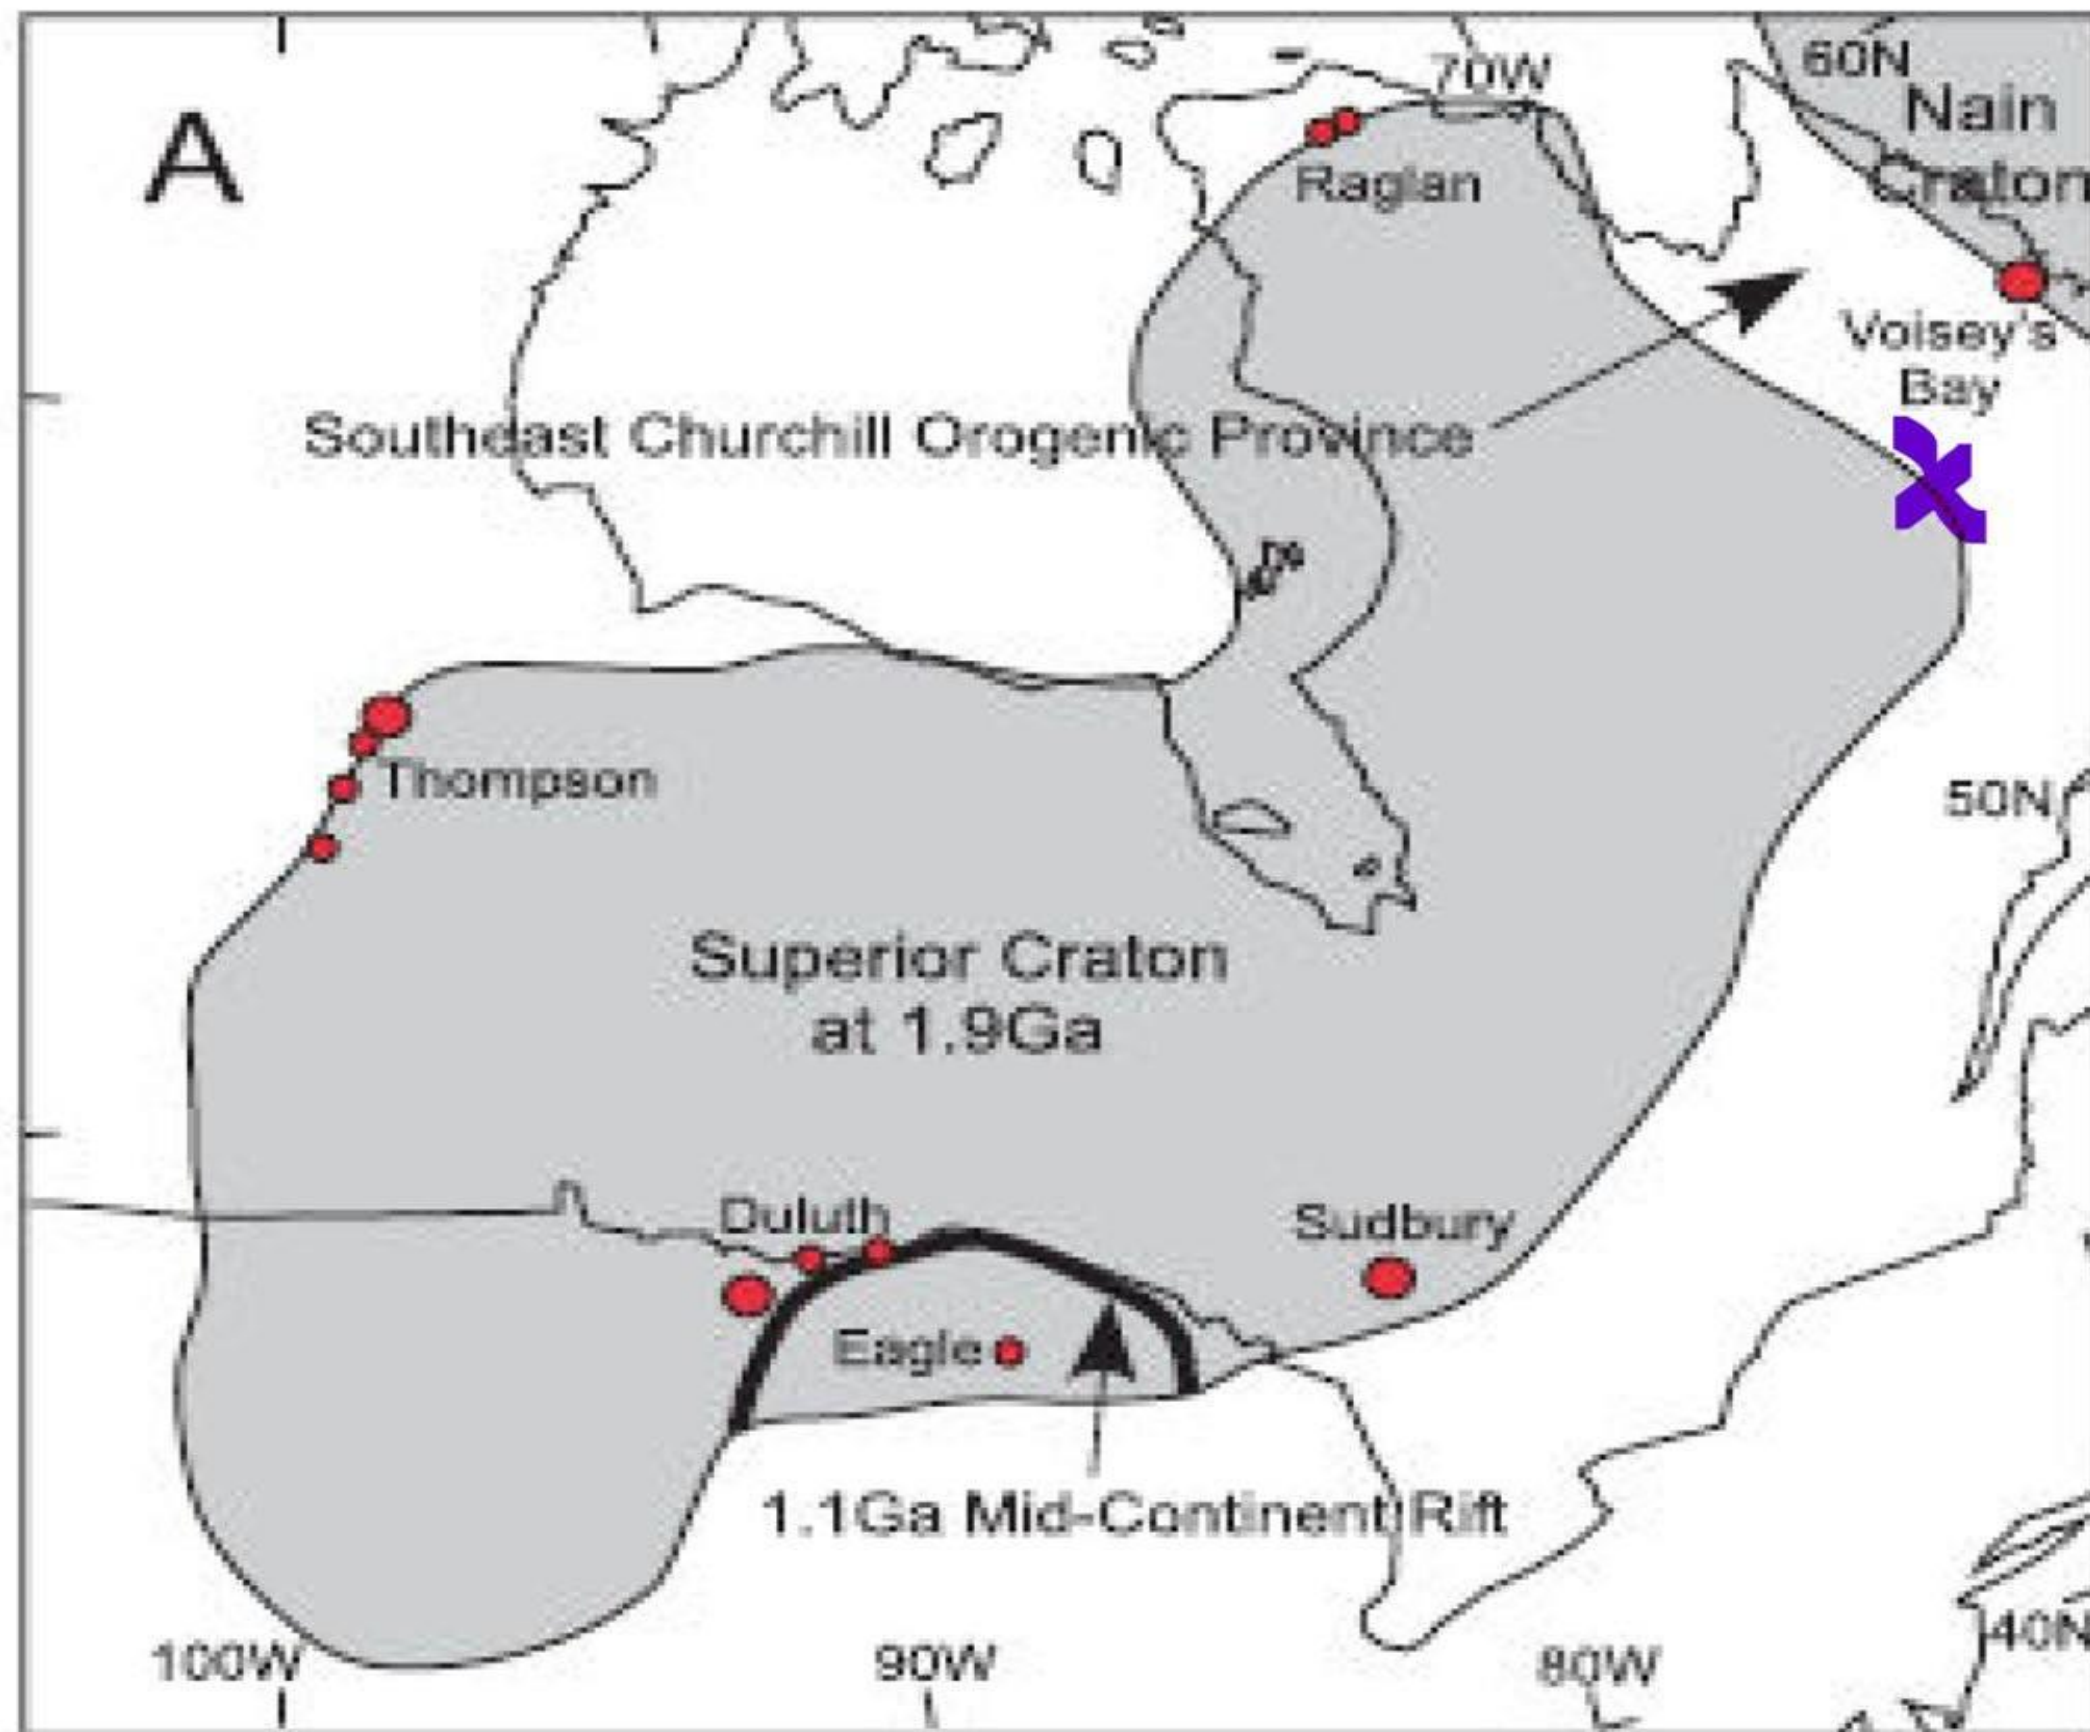 A
70W
60N
Nain
Craton
Raglan
Voisey's
Bay
Southeast Churchill Orogenic Province
Thompson
50N
Superior Craton
at 1.9Ga
Duluth
Sudbury
Eagle
1.1Ga Mid-Continent Rift
100W
90W
80W
40N